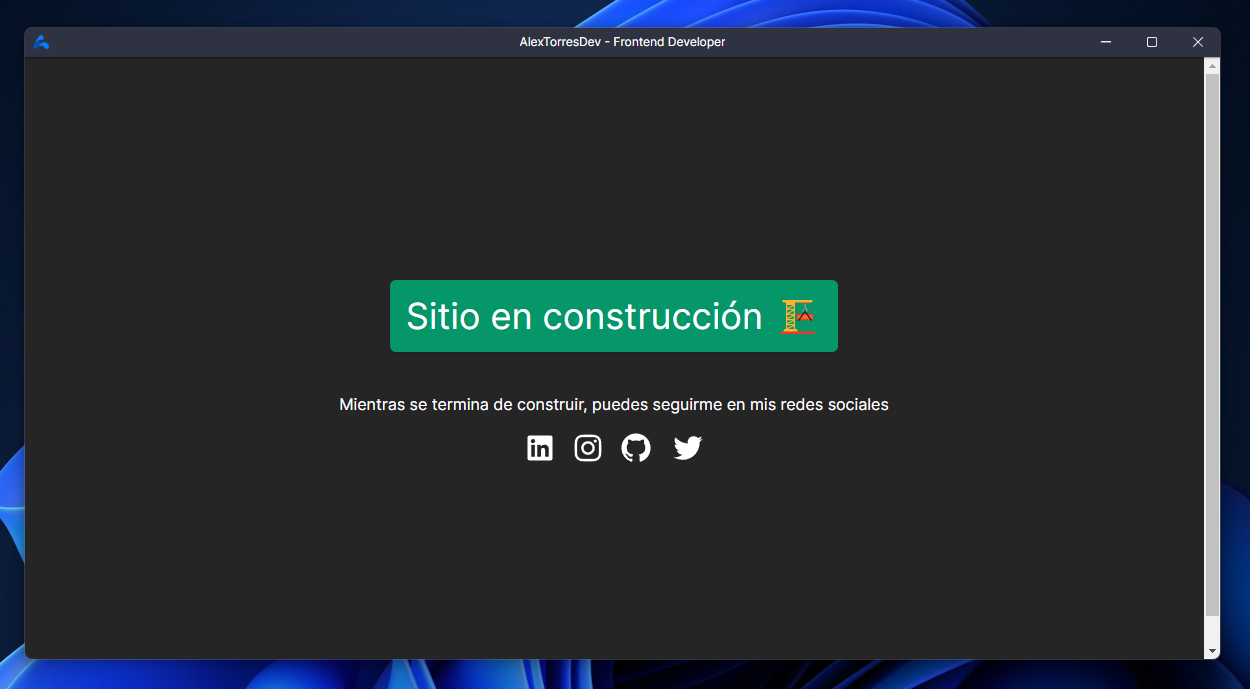 AlexTorresDev - Frontend Developer
Sitio en construcción 🏗️
Mientras se termina de construir, puedes seguirme en mis redes sociales